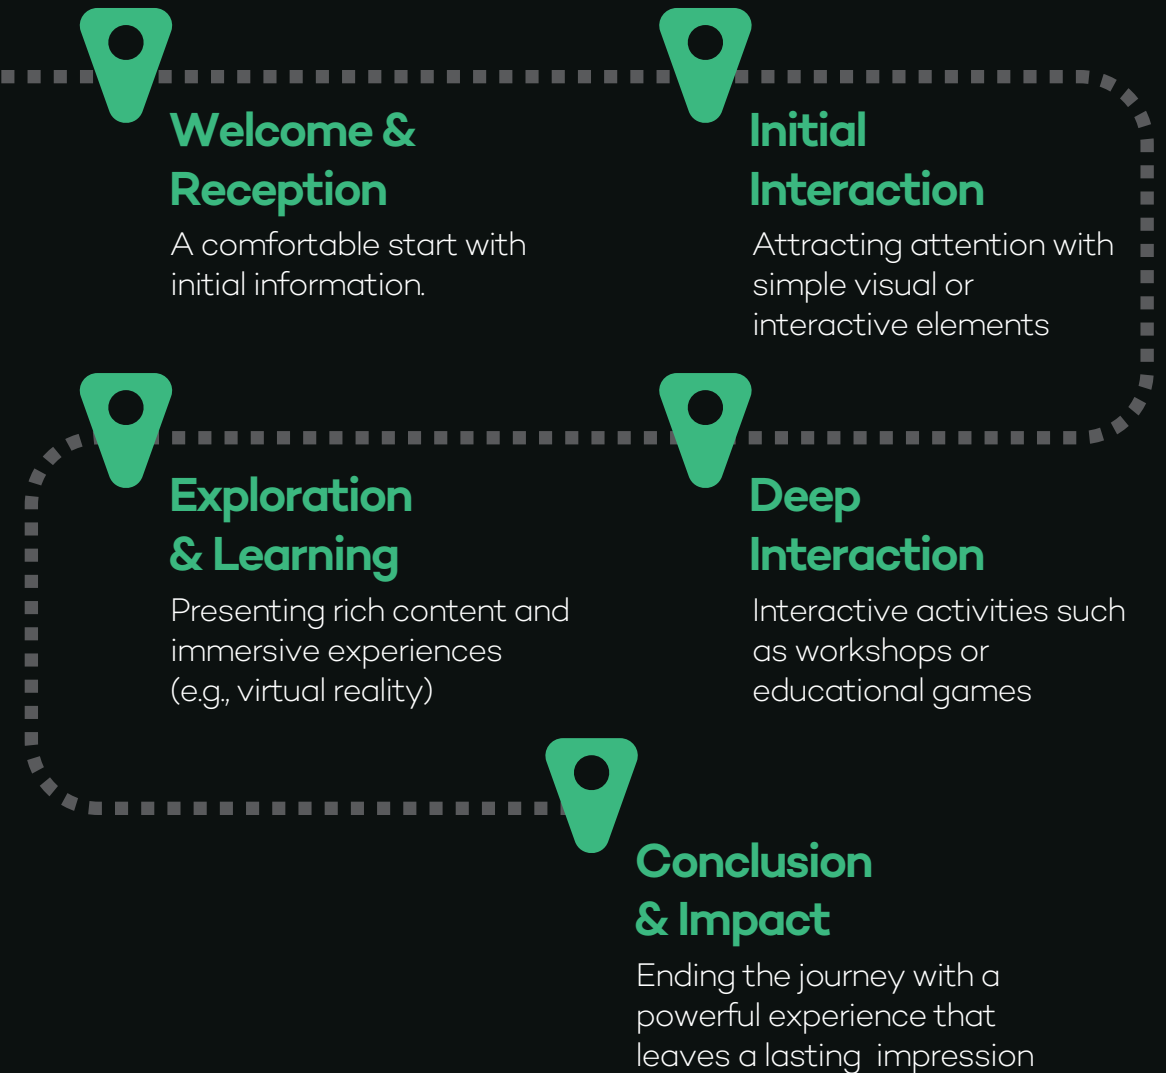 Welcome &
Reception
A comfortable start with
initial information.
Initial
Interaction
Attracting attention with
simple visual or
interactive elements
Exploration
& Learning
Presenting rich content and
immersive experiences
(e.g., virtual reality)
Deep
Interaction
Interactive activities such
as workshops or
educational games
Conclusion
& Impact
Ending the journey with a
powerful experience that
leaves a lasting  impression